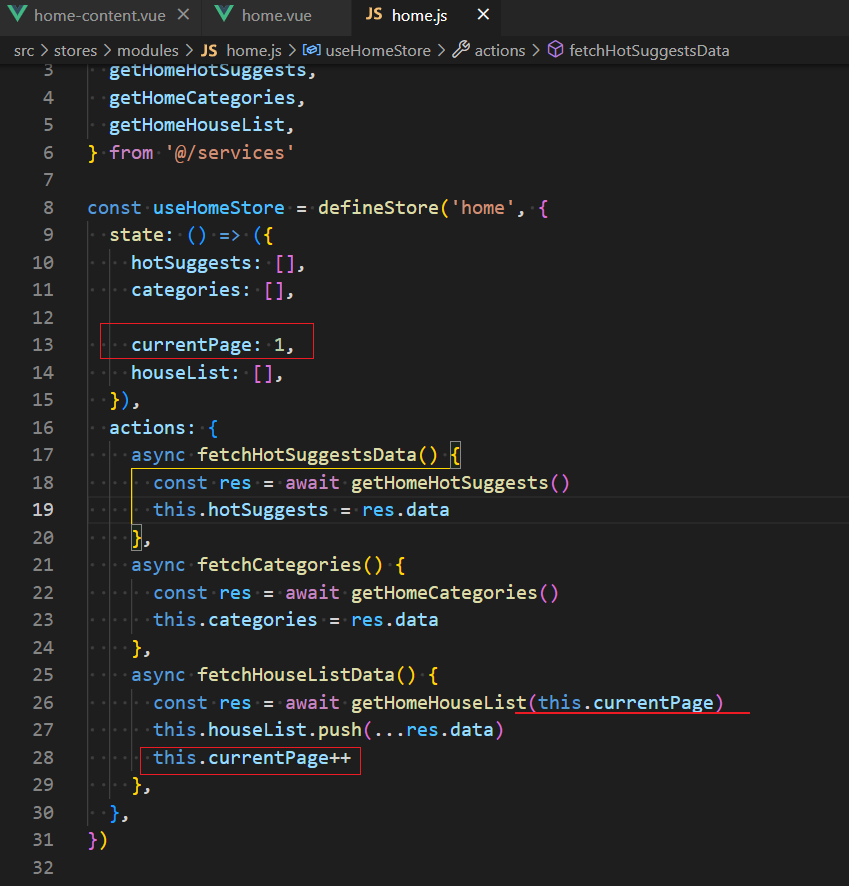 home-content.vue
home.vue
JS home.js
src > stores > modules > JS home.js > useHomeStore > actions > fetchHotSuggestsData
3 getHomeHotSuggests,
4 getHomeCategories,
5 getHomeHouseList,
6 } from '@/services'
7
8 const useHomeStore = defineStore('home', {
9 state: () => ({
10 hotSuggests: [],
11 categories: [],
12
13 currentPage: 1,
14 houseList: [],
15 }),
16 actions: {
17 async fetchHotSuggestsData() {
18 const res = await getHomeHotSuggests()
19 this.hotSuggests = res.data
20 },
21 async fetchCategories() {
22 const res = await getHomeCategories()
23 this.categories = res.data
24 },
25 async fetchHouseListData() {
26 const res = await getHomeHouseList(this.currentPage)
27 this.houseList.push(...res.data)
28 this.currentPage++
29 },
30 },
31 })
32